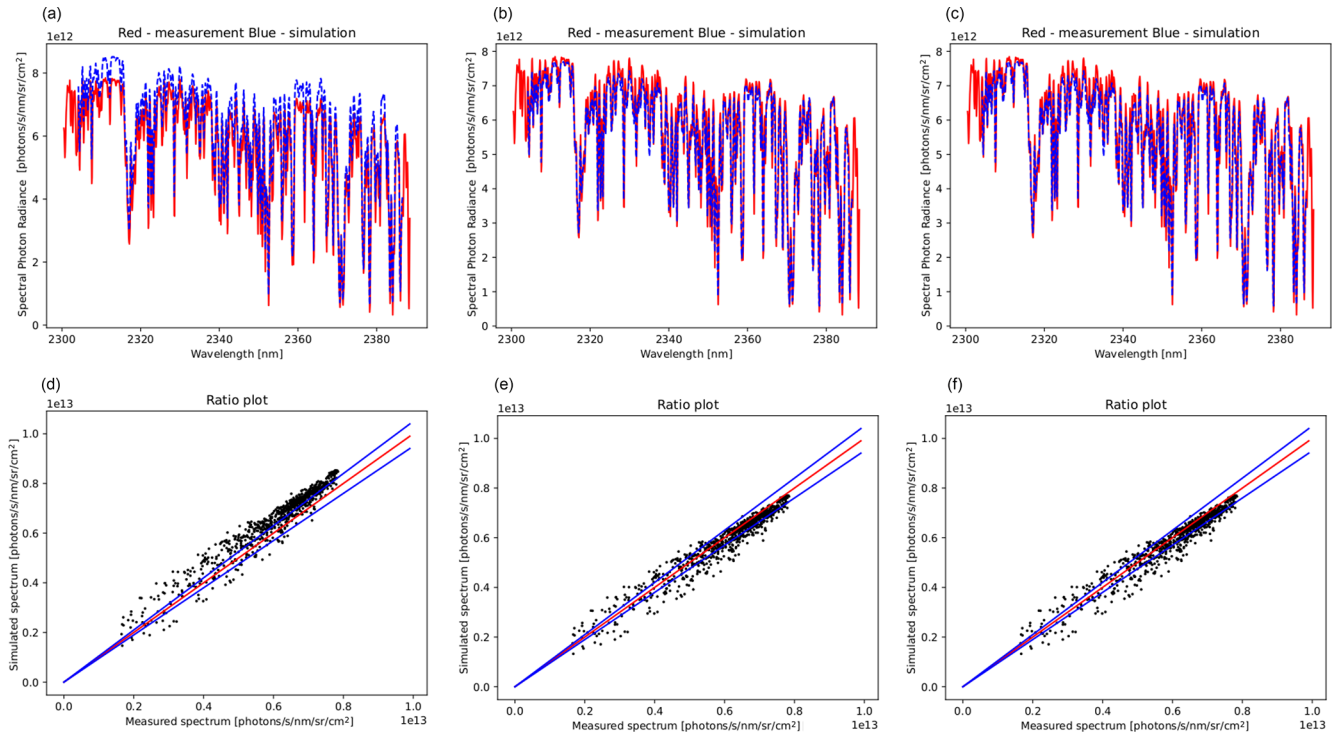 (a)
Red - measurement Blue - simulation
1e12
8
6
4
2
0
Spectral Photon Radiance [photons/s/nm/sr/cm²]
2300 2320 2340 2360 2380
Wavelength [nm]
(b)
Red - measurement Blue - simulation
1e12
8
7
6
5
4
3
2
1
0
Spectral Photon Radiance [photons/s/nm/sr/cm²]
2300 2320 2340 2360 2380
Wavelength [nm]
(c)
Red - measurement Blue - simulation
1e12
8
7
6
5
4
3
2
1
0
Spectral Photon Radiance [photons/s/nm/sr/cm²]
2300 2320 2340 2360 2380
Wavelength [nm]
(d)
Ratio plot
1e13
1.0
0.8
0.6
0.4
0.2
0.0
Simulated spectrum [photons/s/nm/sr/cm²]
0.0 0.2 0.4 0.6 0.8 1.0
Measured spectrum [photons/s/nm/sr/cm²]
1e13
(e)
Ratio plot
1e13
1.0
0.8
0.6
0.4
0.2
0.0
Simulated spectrum [photons/s/nm/sr/cm²]
0.0 0.2 0.4 0.6 0.8 1.0
Measured spectrum [photons/s/nm/sr/cm²]
1e13
(f)
Ratio plot
1e13
1.0
0.8
0.6
0.4
0.2
0.0
Simulated spectrum [photons/s/nm/sr/cm²]
0.0 0.2 0.4 0.6 0.8 1.0
Measured spectrum [photons/s/nm/sr/cm²]
1e13